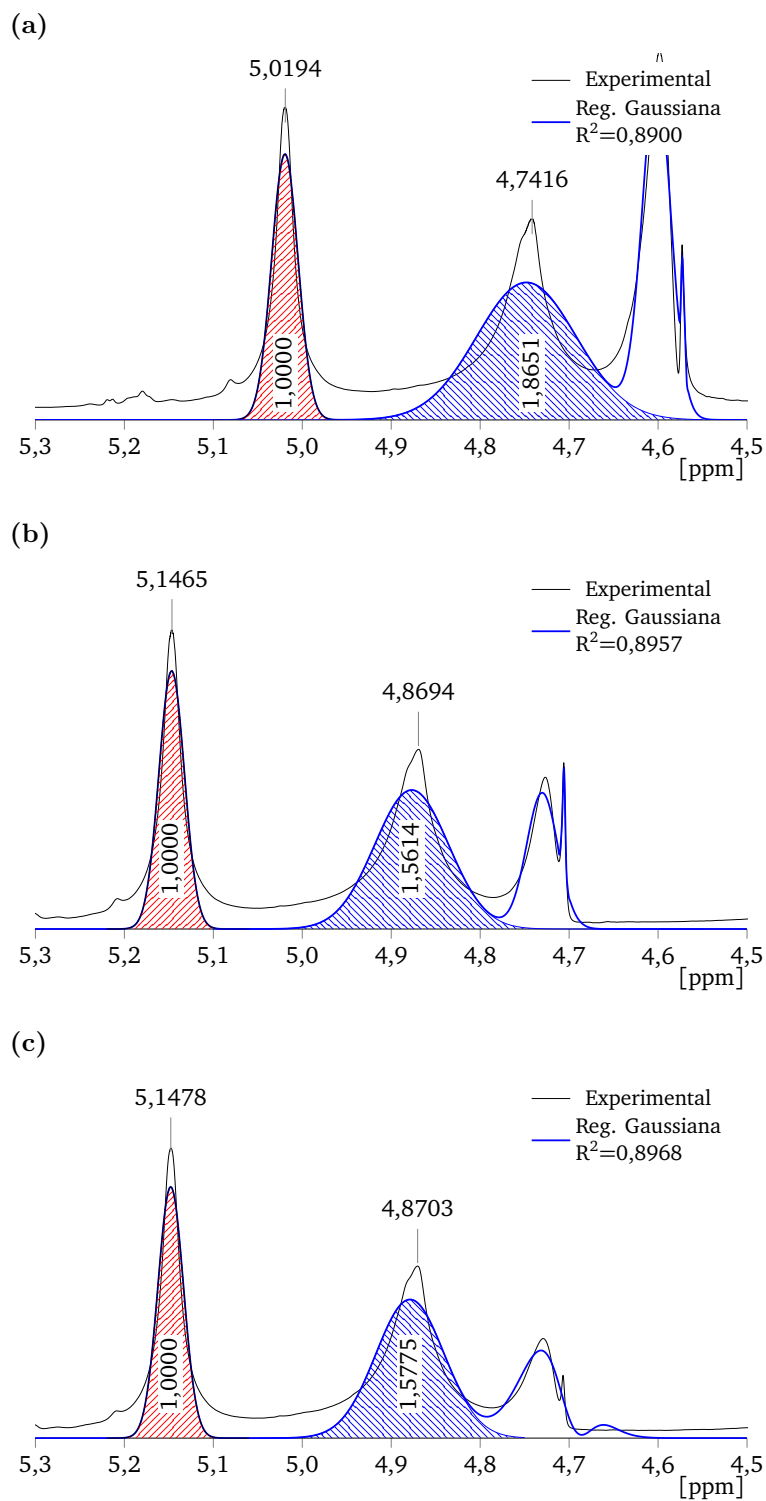 (a)
5,0194
Experimental
Reg. Gaussiana
R²=0,8900
4,7416
1,0000
1,8651
5,3 5,2 5,1 5,0 4,9 4,8 4,7 4,6 4,5
[ppm]
(b)
5,1465
Experimental
Reg. Gaussiana
R²=0,8957
4,8694
1,0000
1,5614
5,3 5,2 5,1 5,0 4,9 4,8 4,7 4,6 4,5
[ppm]
(c)
5,1478
Experimental
Reg. Gaussiana
R²=0,8968
4,8703
1,0000
1,5775
5,3 5,2 5,1 5,0 4,9 4,8 4,7 4,6 4,5
[ppm]